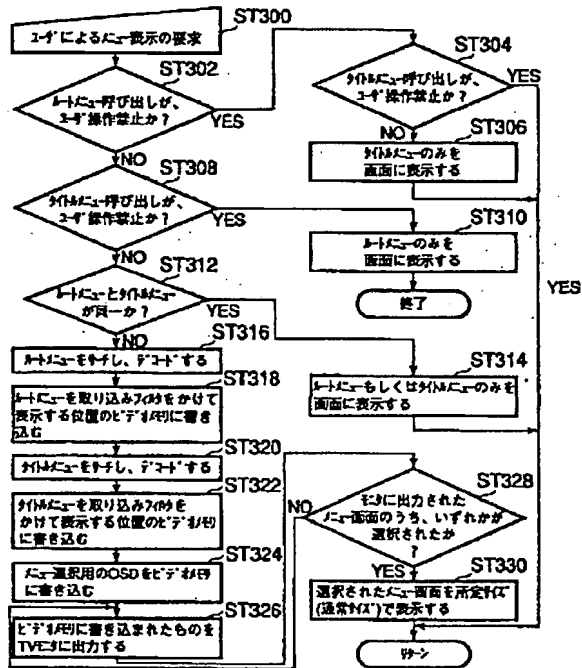 ST300
ユーザによるメニュー表示の要求
ST302
ルートメニュー呼び出しが、
ユーザ操作禁止か?
YES
NO
ST304
タイトルメニュー呼び出しが、
ユーザ操作禁止か?
YES
NO
ST306
タイトルメニューのみを
画面に表示する
ST308
タイトルメニュー呼び出しが、
ユーザ操作禁止か?
YES
NO
ST310
ルートメニューのみを
画面に表示する
終了
YES
ST312
ルートメニューとタイトルメニュー
が同一か?
YES
NO
ST314
ルートメニューもしくはタイトルメニューのみを
画面に表示する
ST316
ルートメニューをサーチし、デコードする
ST318
ルートメニューを取り込みフィルタをかけて
表示する位置のビデオメモリに書き
込む
ST320
タイトルメニューをサーチし、デコードする
ST322
タイトルメニューを取り込みフィルタを
かけて表示する位置のビデオメモリ
に書き込む
ST324
メニュー選択用のOSDをビデオメモリ
に書き込む
ST326
ビデオメモリに書き込まれたものを
TVモニタに出力する
ST328
モニタに出力された
メニュー画面のうち、いずれかが
選択されたか
?
NO
YES
ST330
選択されたメニュー画面を所定サイズ
(通常サイズ)で表示する
リターン